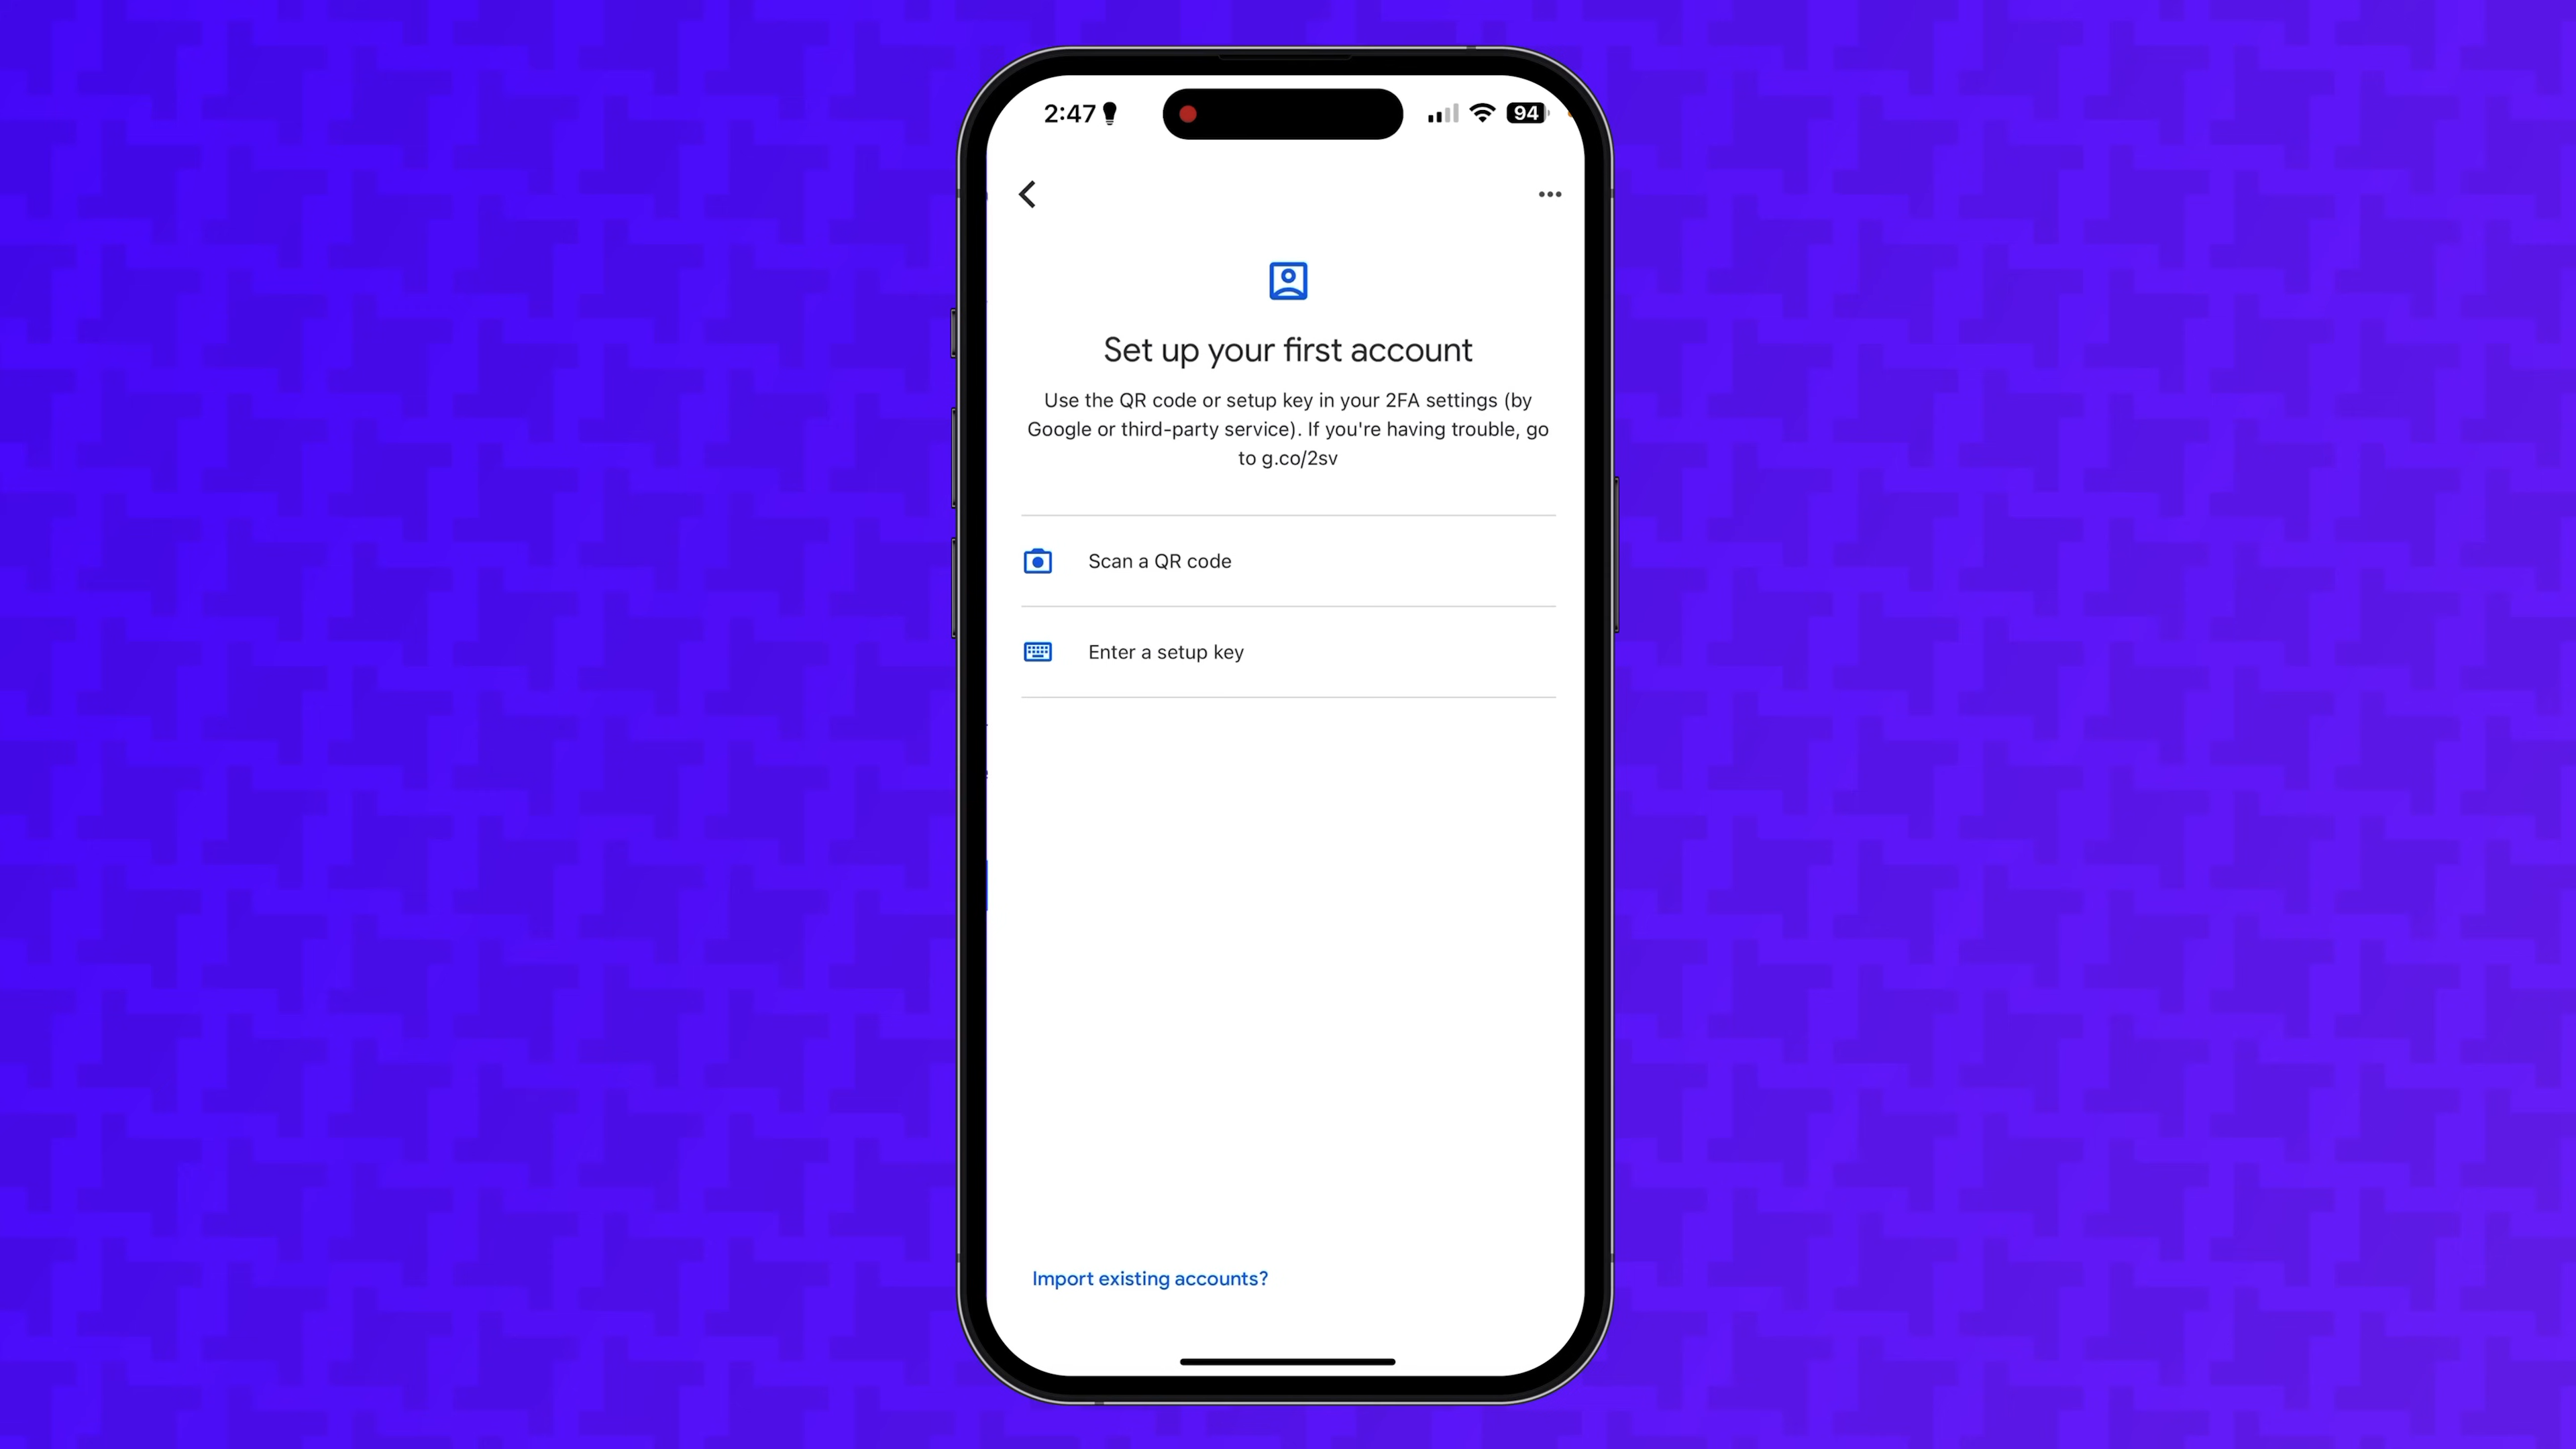 2:47
94
Set up your first account
Use the QR code or setup key in your 2FA settings (by
Google or third-party service). If you're having trouble, go
to g.co/2sv
Scan a QR code
Enter a setup key
Import existing accounts?